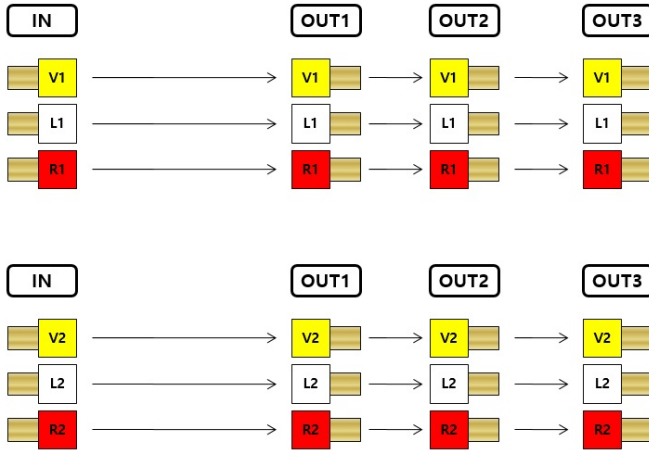 IN OUT1 OUT2 OUT3
V1 V1 V1 V1
L1 L1 L1 L1
R1 R1 R1 R1
IN OUT1 OUT2 OUT3
V2 V2 V2 V2
L2 L2 L2 L2
R2 R2 R2 R2